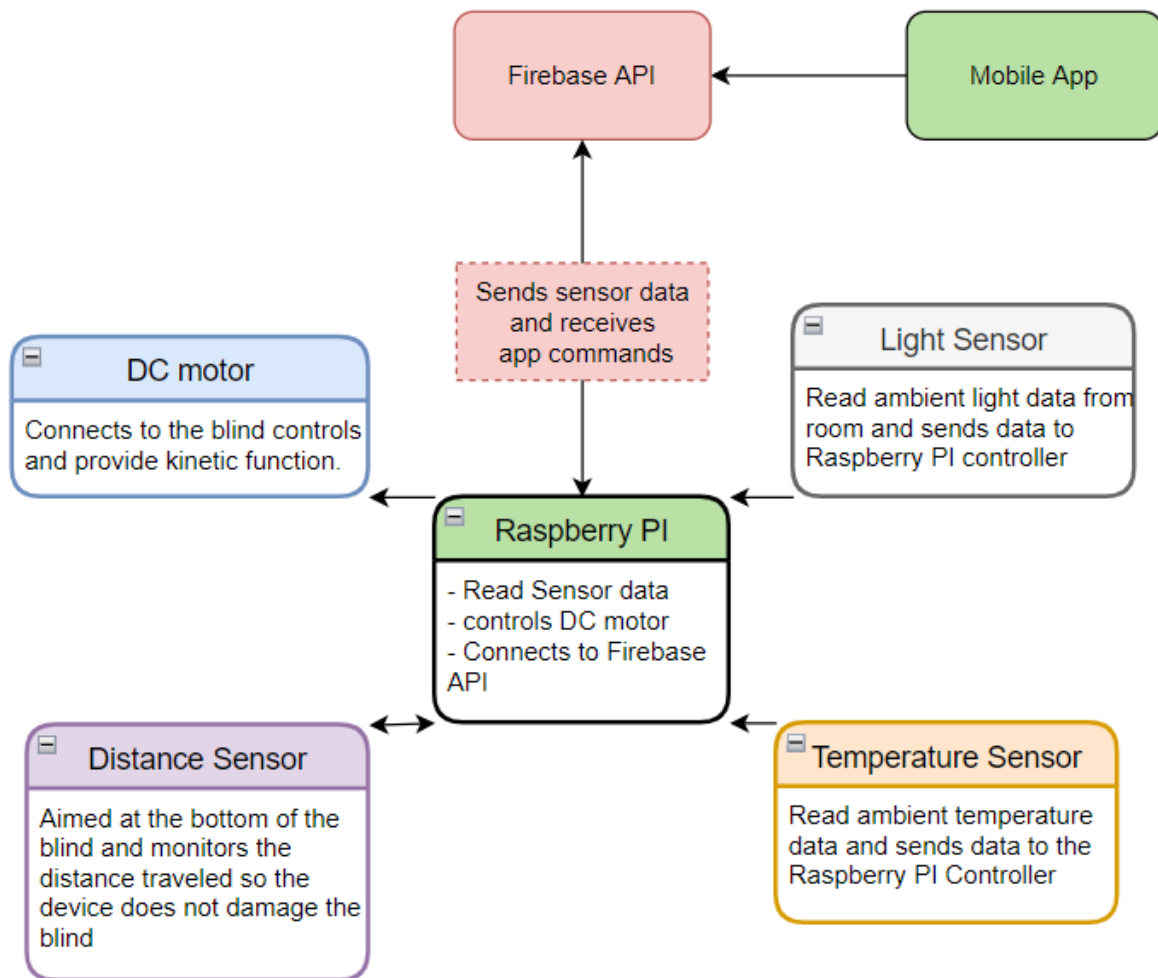 Firebase API
Mobile App
Sends sensor data
and receives
app commands
DC motor
Connects to the blind controls
and provide kinetic function.
Light Sensor
Read ambient light data from
room and sends data to
Raspberry PI controller
Raspberry PI
- Read Sensor data
- controls DC motor
- Connects to Firebase
API
Distance Sensor
Aimed at the bottom of the
blind and monitors the
distance traveled so the
device does not damage the
blind
Temperature Sensor
Read ambient temperature
data and sends data to the
Raspberry PI Controller